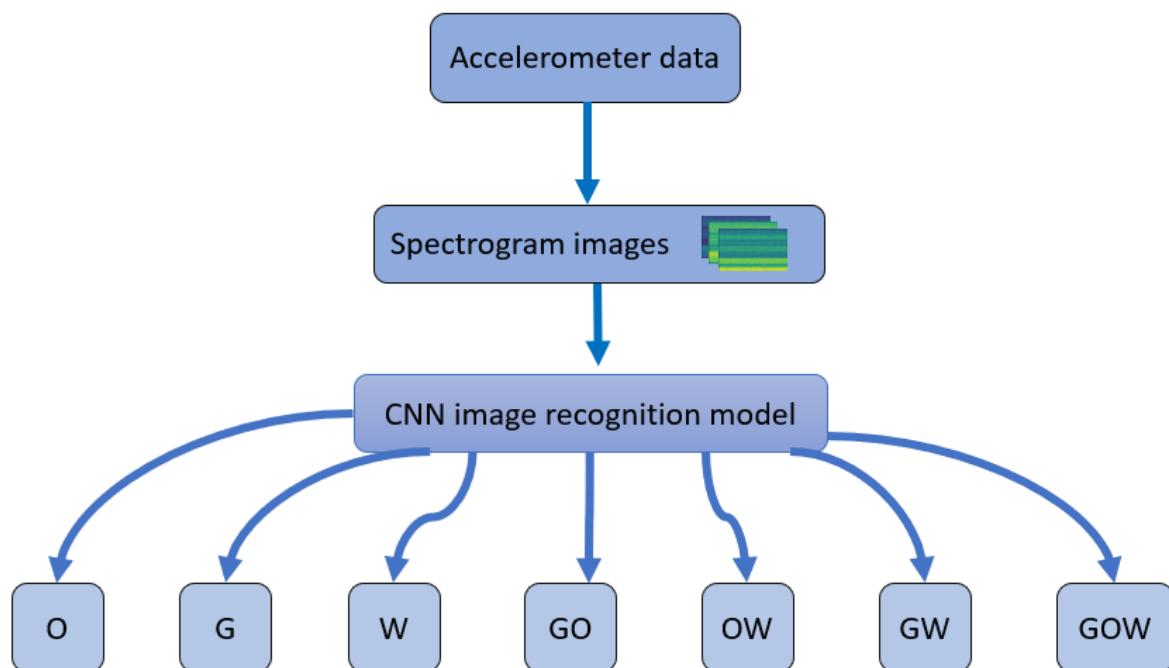 Accelerometer data
Spectrogram images
CNN image recognition model
O
G
W
GO
OW
GW
GOW